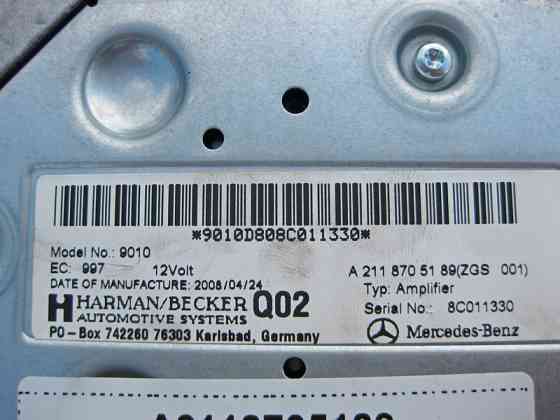 *9010D808C011330*
Model No.: 9010
EC: 997 12Volt
DATE OF MANUFACTURE: 2008/04/24
HARMAN/BECKER Q02
AUTOMOTIVE SYSTEMS
PO-Box 742260 76303 Karlsbad, Germany
A 211 870 51 89(ZGS 001)
Typ: Amplifier
Serial No.: 8C011330
Mercedes-Benz